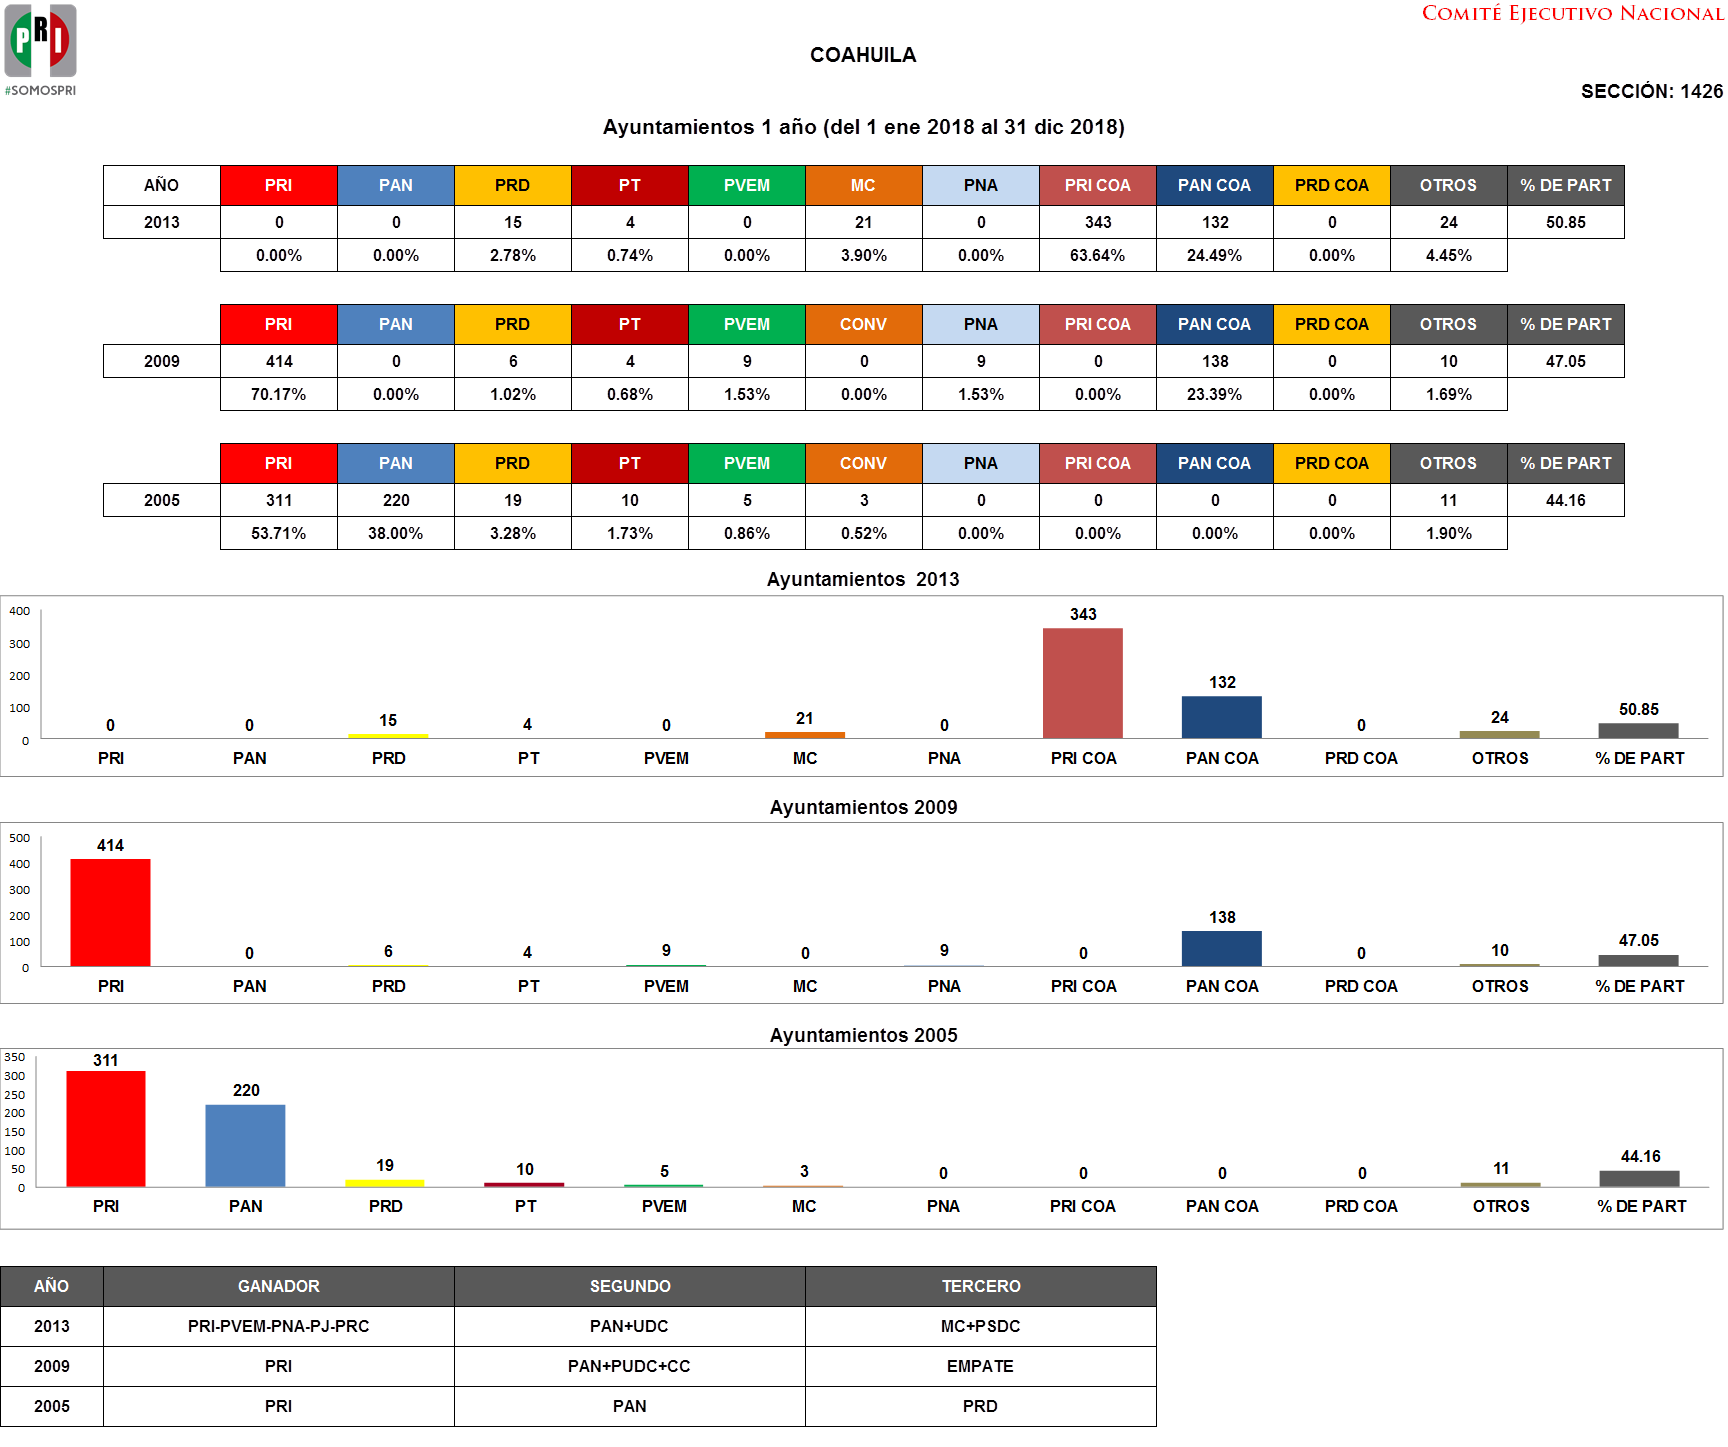 COMITÉ EJECUTIVO NACIONAL
PRI
#SOMOSPRI
COAHUILA
SECCIÓN: 1426
Ayuntamientos 1 año (del 1 ene 2018 al 31 dic 2018)
AÑO PRI PAN PRD PT PVEM MC PNA PRI COA PAN COA PRD COA OTROS % DE PART
2013 0 0 15 4 0 21 0 343 132 0 24 50.85
0.00% 0.00% 2.78% 0.74% 0.00% 3.90% 0.00% 63.64% 24.49% 0.00% 4.45%
PRI PAN PRD PT PVEM CONV PNA PRI COA PAN COA PRD COA OTROS % DE PART
2009 414 0 6 4 9 0 9 0 138 0 10 47.05
70.17% 0.00% 1.02% 0.68% 1.53% 0.00% 1.53% 0.00% 23.39% 0.00% 1.69%
PRI PAN PRD PT PVEM CONV PNA PRI COA PAN COA PRD COA OTROS % DE PART
2005 311 220 19 10 5 3 0 0 0 0 11 44.16
53.71% 38.00% 3.28% 1.73% 0.86% 0.52% 0.00% 0.00% 0.00% 0.00% 1.90%
Ayuntamientos 2013
400
300
200
100
0
0 0 15 4 0 21 0 343 132 0 24 50.85
PRI PAN PRD PT PVEM MC PNA PRI COA PAN COA PRD COA OTROS % DE PART
Ayuntamientos 2009
500
400
300
200
100
0
414 0 6 4 9 0 9 0 138 0 10 47.05
PRI PAN PRD PT PVEM MC PNA PRI COA PAN COA PRD COA OTROS % DE PART
Ayuntamientos 2005
350
300
250
200
150
100
50
0
311 220 19 10 5 3 0 0 0 0 11 44.16
PRI PAN PRD PT PVEM MC PNA PRI COA PAN COA PRD COA OTROS % DE PART
AÑO GANADOR SEGUNDO TERCERO
2013 PRI-PVEM-PNA-PJ-PRC PAN+UDC MC+PSDC
2009 PRI PAN+PUDC+CC EMPATE
2005 PRI PAN PRD